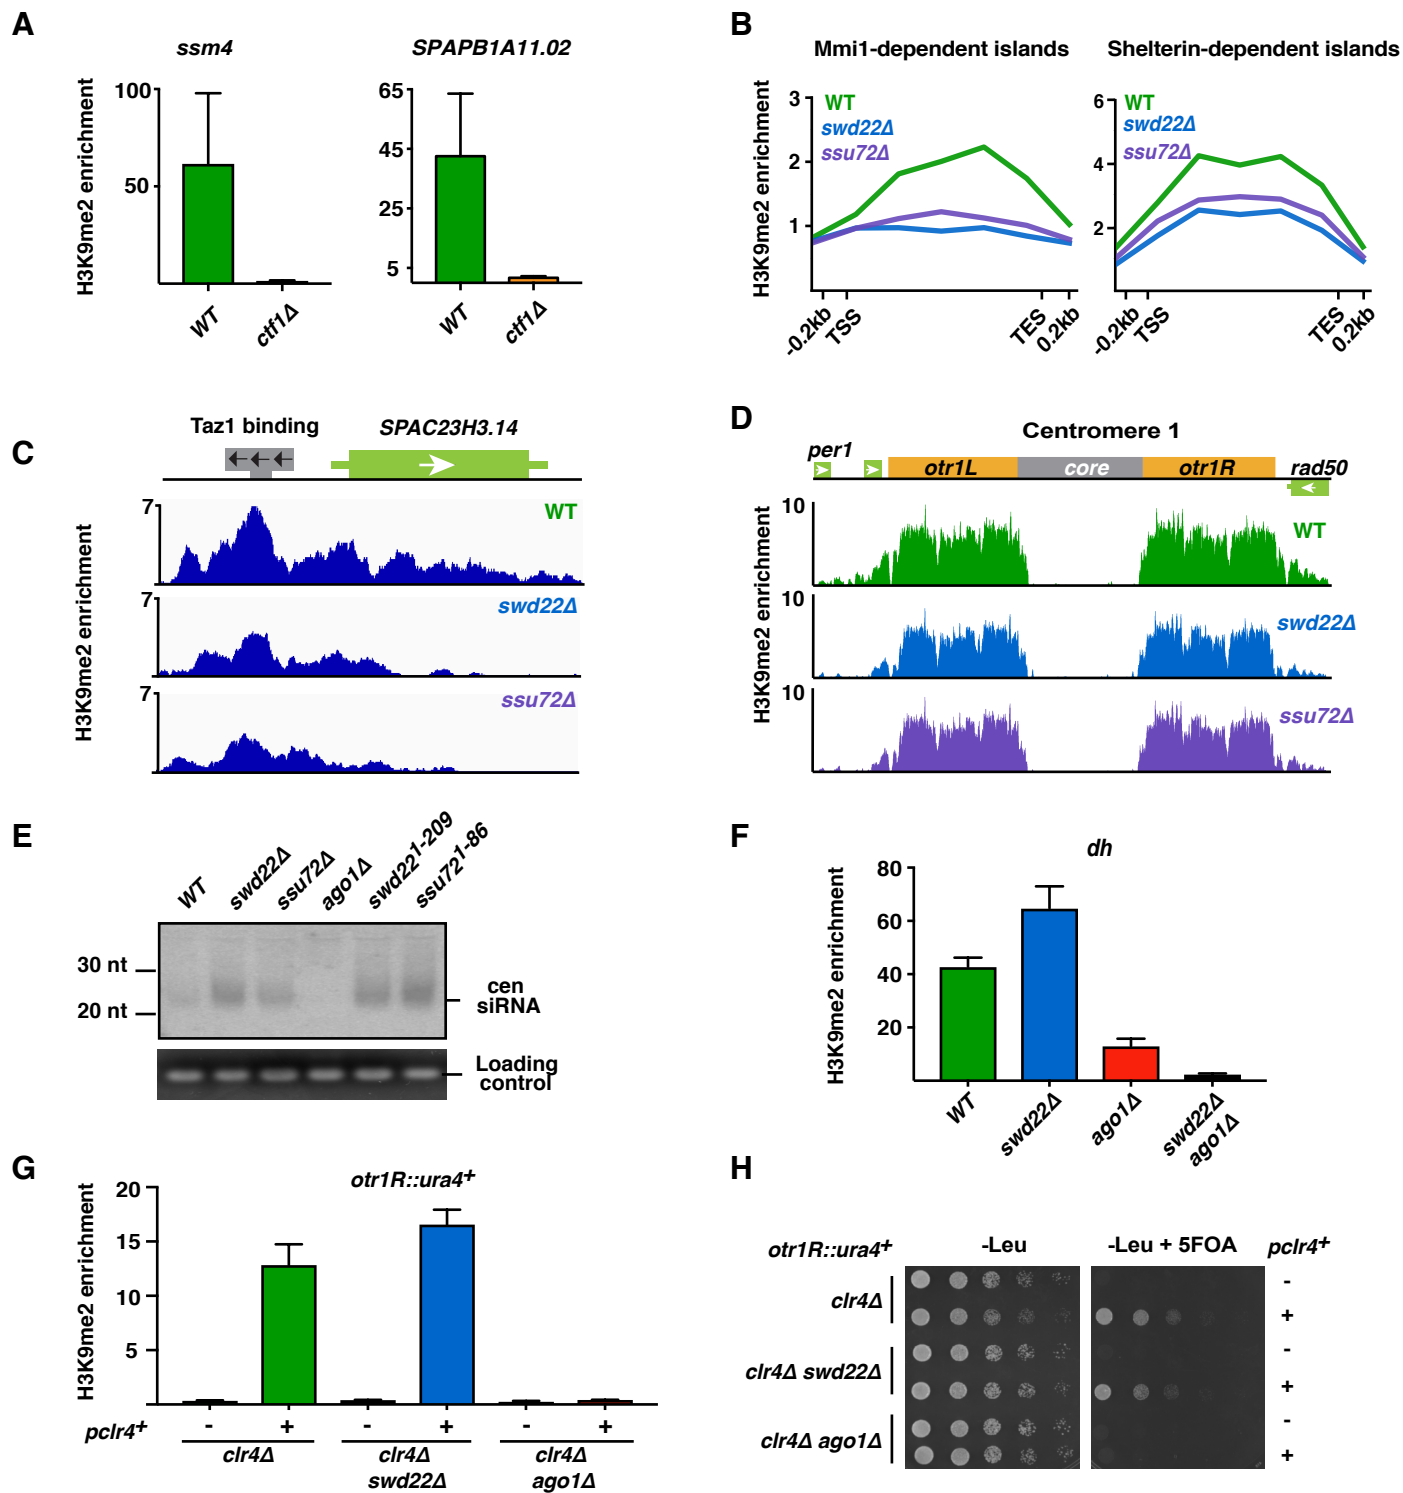 A
ssm4
SPAPB1A11.02
H3K9me2 enrichment
100
50
WT
ctf1Δ
65
45
25
5
WT
ctf1Δ
B
Mmi1-dependent islands
Shelterin-dependent islands
H3K9me2 enrichment
3
2
1
WT
swd22Δ
ssu72Δ
-0.2kb
TSS
TES
0.2kb
6
4
2
WT
swd22Δ
ssu72Δ
-0.2kb
TSS
TES
0.2kb
C
Taz1 binding
SPAC23H3.14
H3K9me2 enrichment
7
WT
7
swd22Δ
7
ssu72Δ
D
Centromere 1
per1
otr1L
core
otr1R
rad50
H3K9me2 enrichment
10
WT
10
swd22Δ
10
ssu72Δ
E
WT
swd22Δ
ssu72Δ
ago1Δ
swd22¹⁻²⁰⁹
ssu72¹⁻⁸⁶
30 nt
20 nt
cen
siRNA
Loading
control
F
dh
H3K9me2 enrichment
80
60
40
20
WT
swd22Δ
ago1Δ
swd22Δ
ago1Δ
G
otr1R::ura4⁺
H3K9me2 enrichment
20
15
10
5
pclr4⁺
- + - + - +
clr4Δ
clr4Δ
swd22Δ
clr4Δ
ago1Δ
H
otr1R::ura4⁺
-Leu
-Leu + 5FOA
pclr4⁺
clr4Δ
-
+
clr4Δ swd22Δ
-
+
clr4Δ ago1Δ
-
+